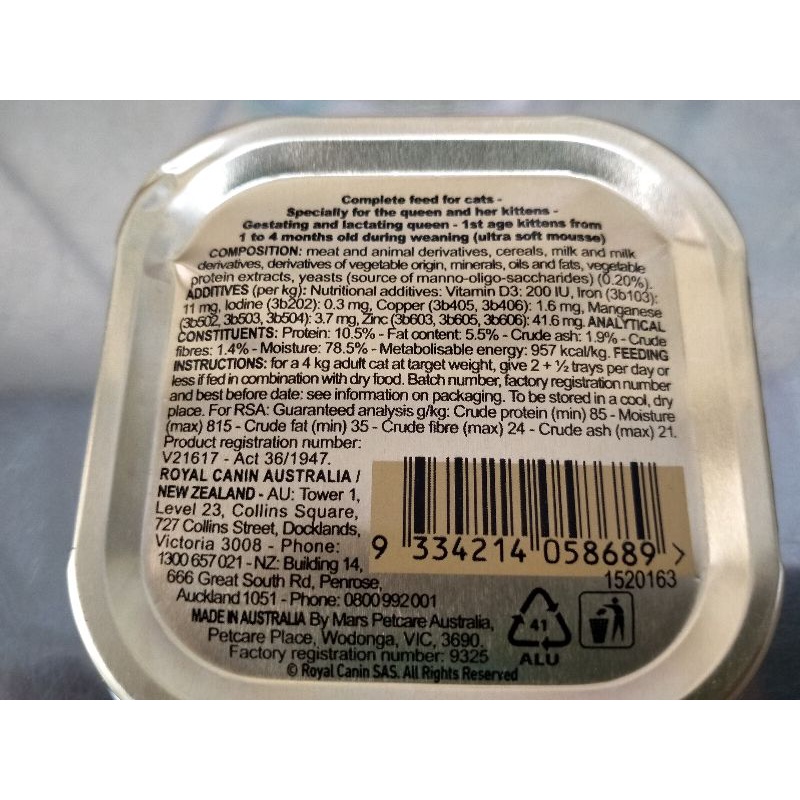 Complete feed for cats -
Specially for the queen and her kittens -
Gestating and lactating queen - 1st age kittens from
1 to 4 months old during weaning (ultra soft mousse)
COMPOSITION: meat and animal derivatives, cereals, milk and milk
derivatives, derivatives of vegetable origin, minerals, oils and fats, vegetable
protein extracts, yeasts (source of manno-oligo-saccharides) (0.20%).
ADDITIVES (per kg): Nutritional additives: Vitamin D3: 200 IU, Iron (3b103):
11 mg, Iodine (3b202): 0.3 mg, Copper (3b405, 3b406): 1.6 mg, Manganese
(3b502, 3b503, 3b504): 3.7 mg, Zinc (3b603, 3b605, 3b606): 41.6 mg. ANALYTICAL
CONSTITUENTS: Protein: 10.5% - Fat content: 5.5% - Crude ash: 1.9% - Crude
fibres: 1.4% - Moisture: 78.5% - Metabolisable energy: 957 kcal/kg. FEEDING
INSTRUCTIONS: for a 4 kg adult cat at target weight, give 2 + ½ trays per day or
less if fed in combination with dry food. Batch number, factory registration number
and best before date: see information on packaging. To be stored in a cool, dry
place. For RSA: Guaranteed analysis g/kg: Crude protein (min) 85 - Moisture
(max) 815 - Crude fat (min) 35 - Crude fibre (max) 24 - Crude ash (max) 21.
Product registration number:
V21617 - Act 36/1947.
ROYAL CANIN AUSTRALIA /
NEW ZEALAND - AU: Tower 1,
Level 23, Collins Square,
727 Collins Street, Docklands,
Victoria 3008 - Phone:
1300 657 021 - NZ: Building 14,
666 Great South Rd, Penrose,
Auckland 1051 - Phone: 0800 992 001
MADE IN AUSTRALIA By Mars Petcare Australia,
Petcare Place, Wodonga, VIC, 3690.
Factory registration number: 9325
© Royal Canin SAS. All Rights Reserved
9 334214 058689 >
1520163
41
ALU